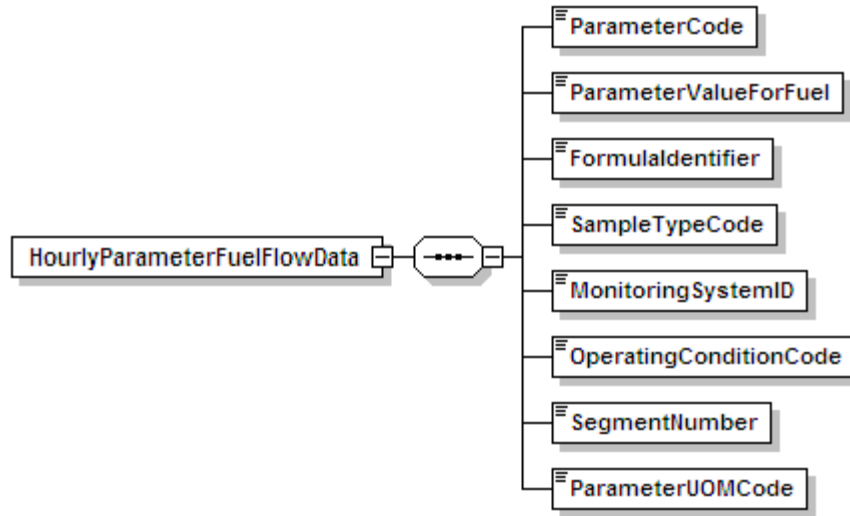 ParameterCode
ParameterValueForFuel
FormulaIdentifier
SampleTypeCode
HourlyParameterFuelFlowData
MonitoringSystemID
OperatingConditionCode
SegmentNumber
ParameterUOMCode